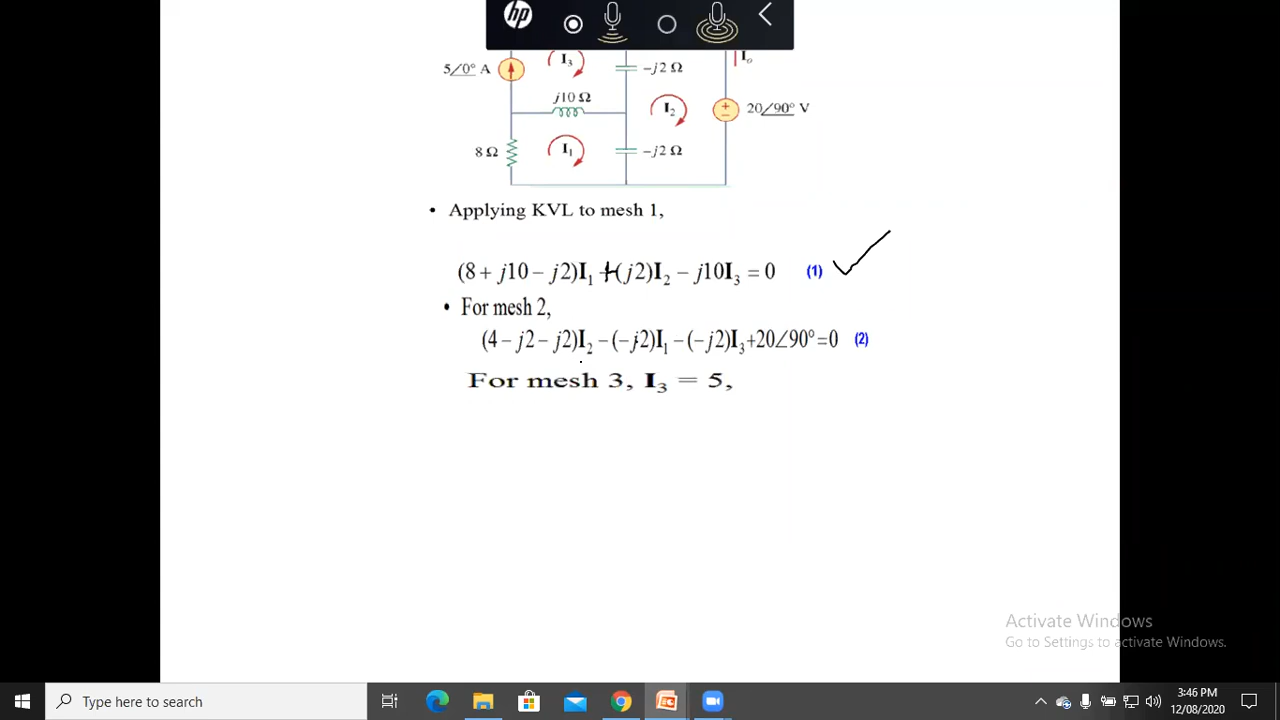 hp
5∠0° A
I₃
−j2 Ω
Iₒ
j10 Ω
I₂
20∠90° V
8 Ω
I₁
−j2 Ω
• Applying KVL to mesh 1,
(8 + j10 − j2)I₁ + (j2)I₂ − j10I₃ = 0 (1)
• For mesh 2,
(4 − j2 − j2)I₂ − (−j2)I₁ − (−j2)I₃+20∠90°=0 (2)
For mesh 3, I₃ = 5,
Activate Windows
Go to Settings to activate Windows.
Type here to search
3:46 PM
12/08/2020